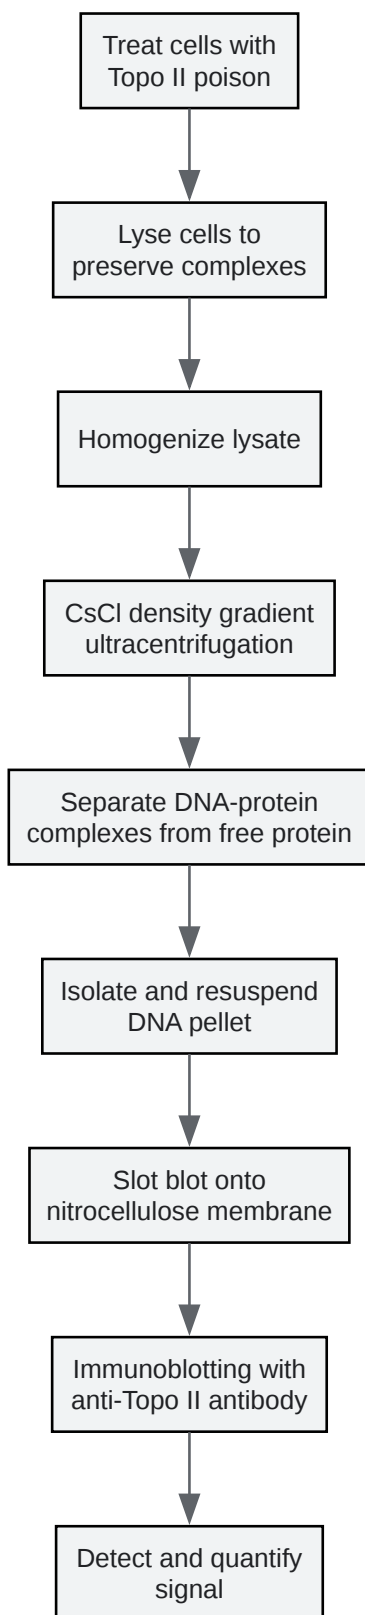 Treat cells with
Topo II poison
Lyse cells to
preserve complexes
Homogenize lysate
CsCl density gradient
ultracentrifugation
Separate DNA-protein
complexes from free protein
Isolate and resuspend
DNA pellet
Slot blot onto
nitrocellulose membrane
Immunoblotting with
anti-Topo II antibody
Detect and quantify
signal